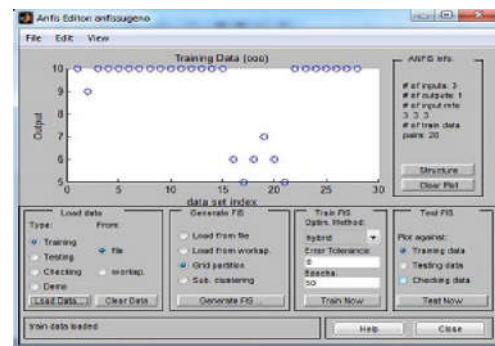 Anfis Editor: anfissugeno
File Edit View
Training Data (ooo)
10
9
8
7
6
5
Output
0 5 10 15 20 25 30
data set index
ANFIS Info.
# of inputs: 3
# of outputs: 1
# of input mfs:
3 3 3
# of train data
pairs: 28
Structure
Clear Plot
Load data
Type: From:
Training
Testing
Checking
Demo
file
worksp.
Load Data... Clear Data
Generate FIS
Load from file
Load from worksp.
Grid partition
Sub. clustering
Generate FIS ...
Train FIS
Optim. Method:
hybrid
Error Tolerance:
0
Epochs:
50
Train Now
Test FIS
Plot against:
Training data
Testing data
Checking data
Test Now
train data loaded
Help Close